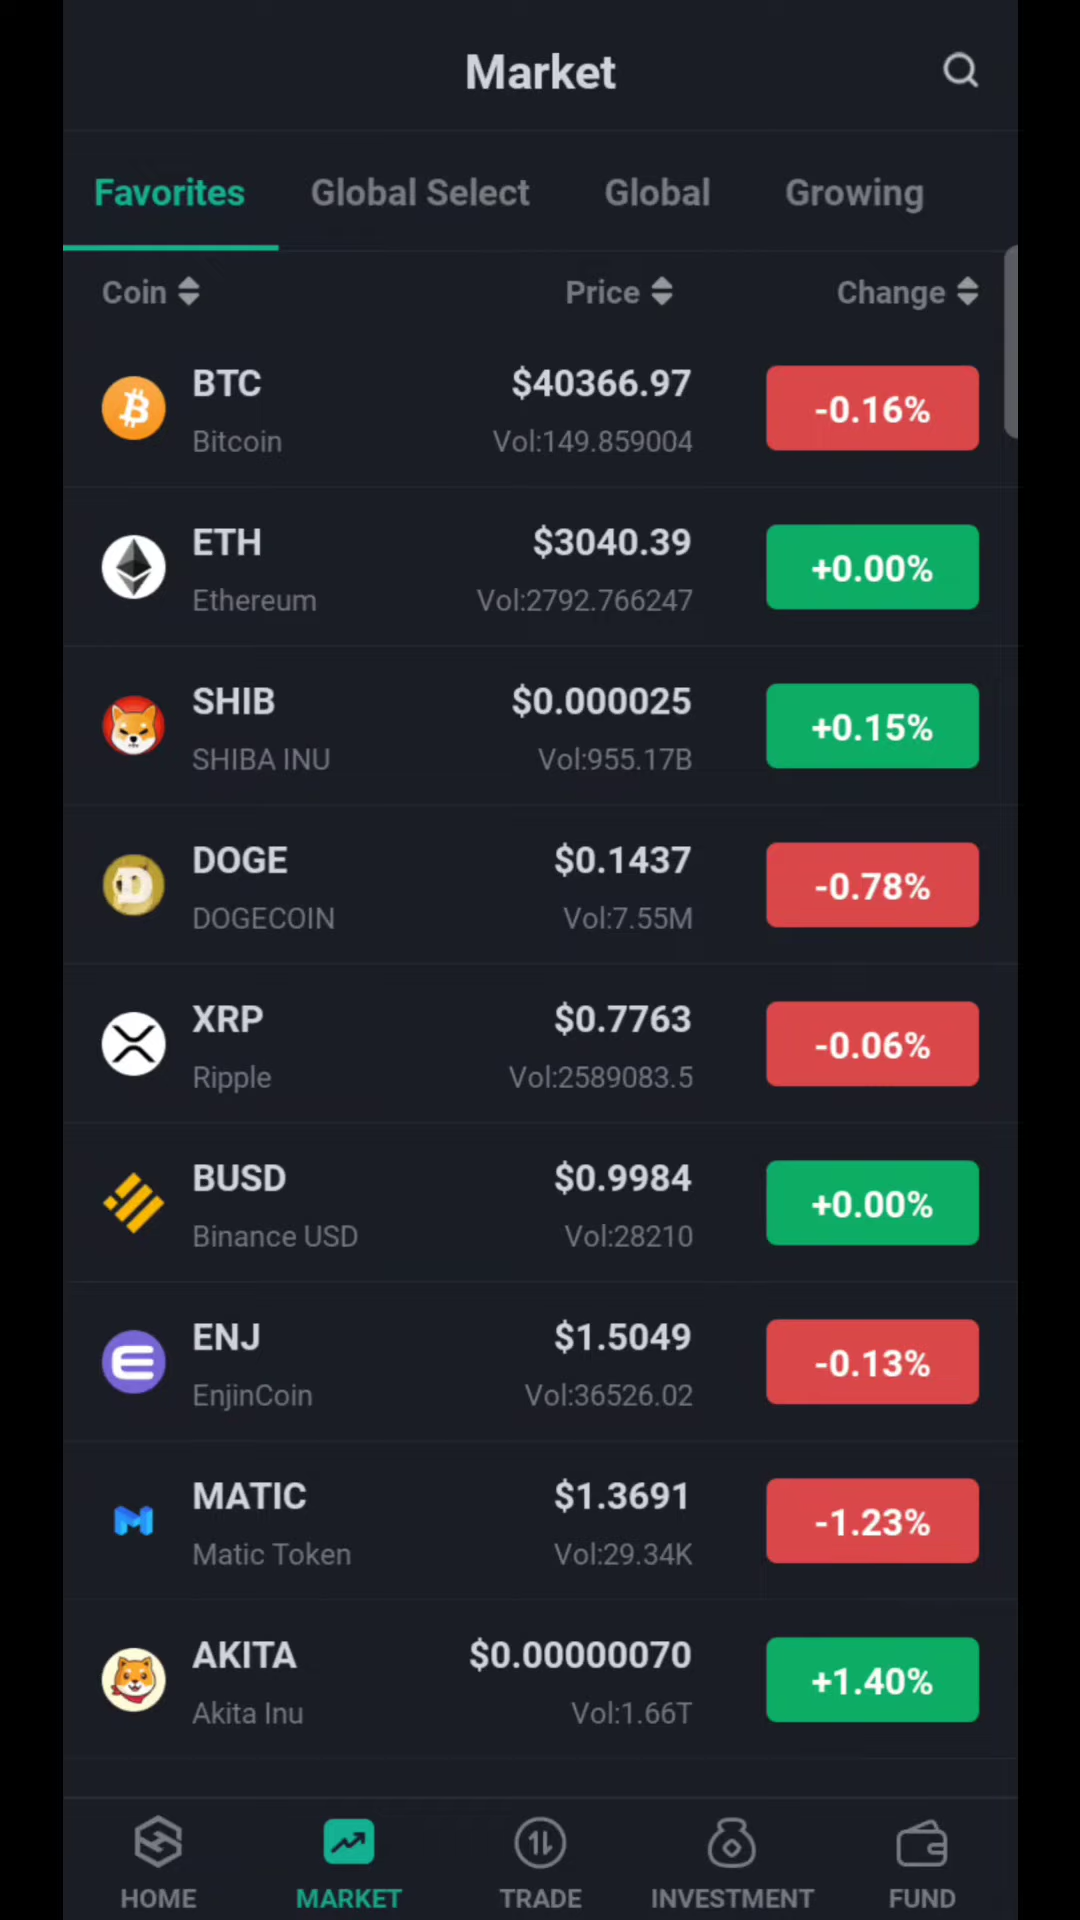 Market
Favorites Global Select Global Growing
Coin Price Change
BTC $40366.97 -0.16%
Bitcoin Vol:149.859004
ETH $3040.39 +0.00%
Ethereum Vol:2792.766247
SHIB $0.000025 +0.15%
SHIBA INU Vol:955.17B
DOGE $0.1437 -0.78%
DOGECOIN Vol:7.55M
XRP $0.7763 -0.06%
Ripple Vol:2589083.5
BUSD $0.9984 +0.00%
Binance USD Vol:28210
ENJ $1.5049 -0.13%
EnjinCoin Vol:36526.02
MATIC $1.3691 -1.23%
Matic Token Vol:29.34K
AKITA $0.00000070 +1.40%
Akita Inu Vol:1.66T
HOME MARKET TRADE INVESTMENT FUND